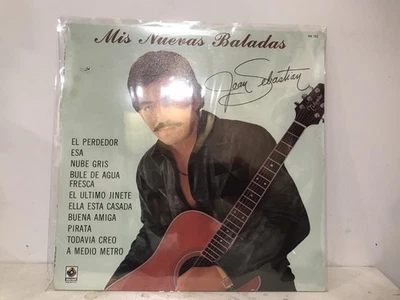 Mis Nuevas Baladas
Joan Sebastian
EL PERDEDOR
ESA
NUBE GRIS
BULE DE AGUA
FRESCA
EL ULTIMO JINETE
ELLA ESTA CASADA
BUENA AMIGA
PIRATA
TODAVIA CREO
A MEDIO METRO